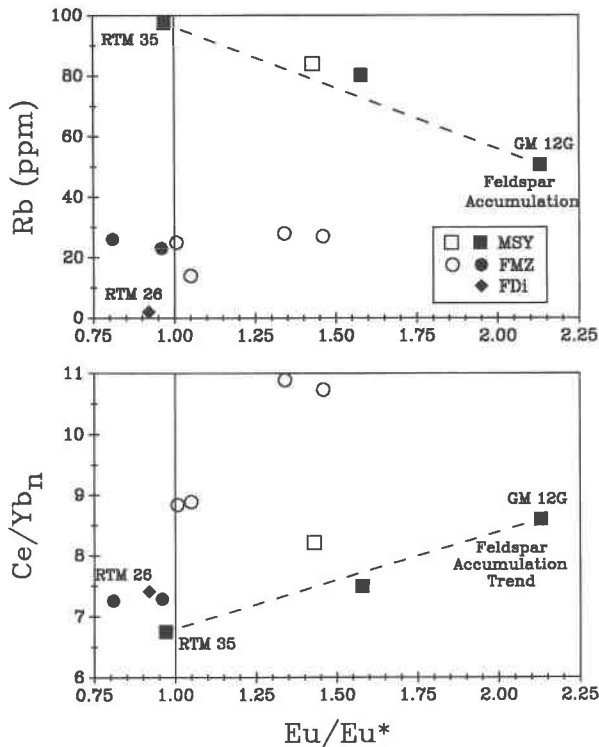 100
80
60
40
20
0
Rb (ppm)
RTM 35
GM 12G
Feldspar
Accumulation
MSY
FMZ
FDi
RTM 26
0.75 1.00 1.25 1.50 1.75 2.00 2.25
11
10
9
8
7
6
Ce/Ybn
GM 12G
Feldspar
Accumulation
Trend
RTM 26
RTM 35
0.75 1.00 1.25 1.50 1.75 2.00 2.25
Eu/Eu*